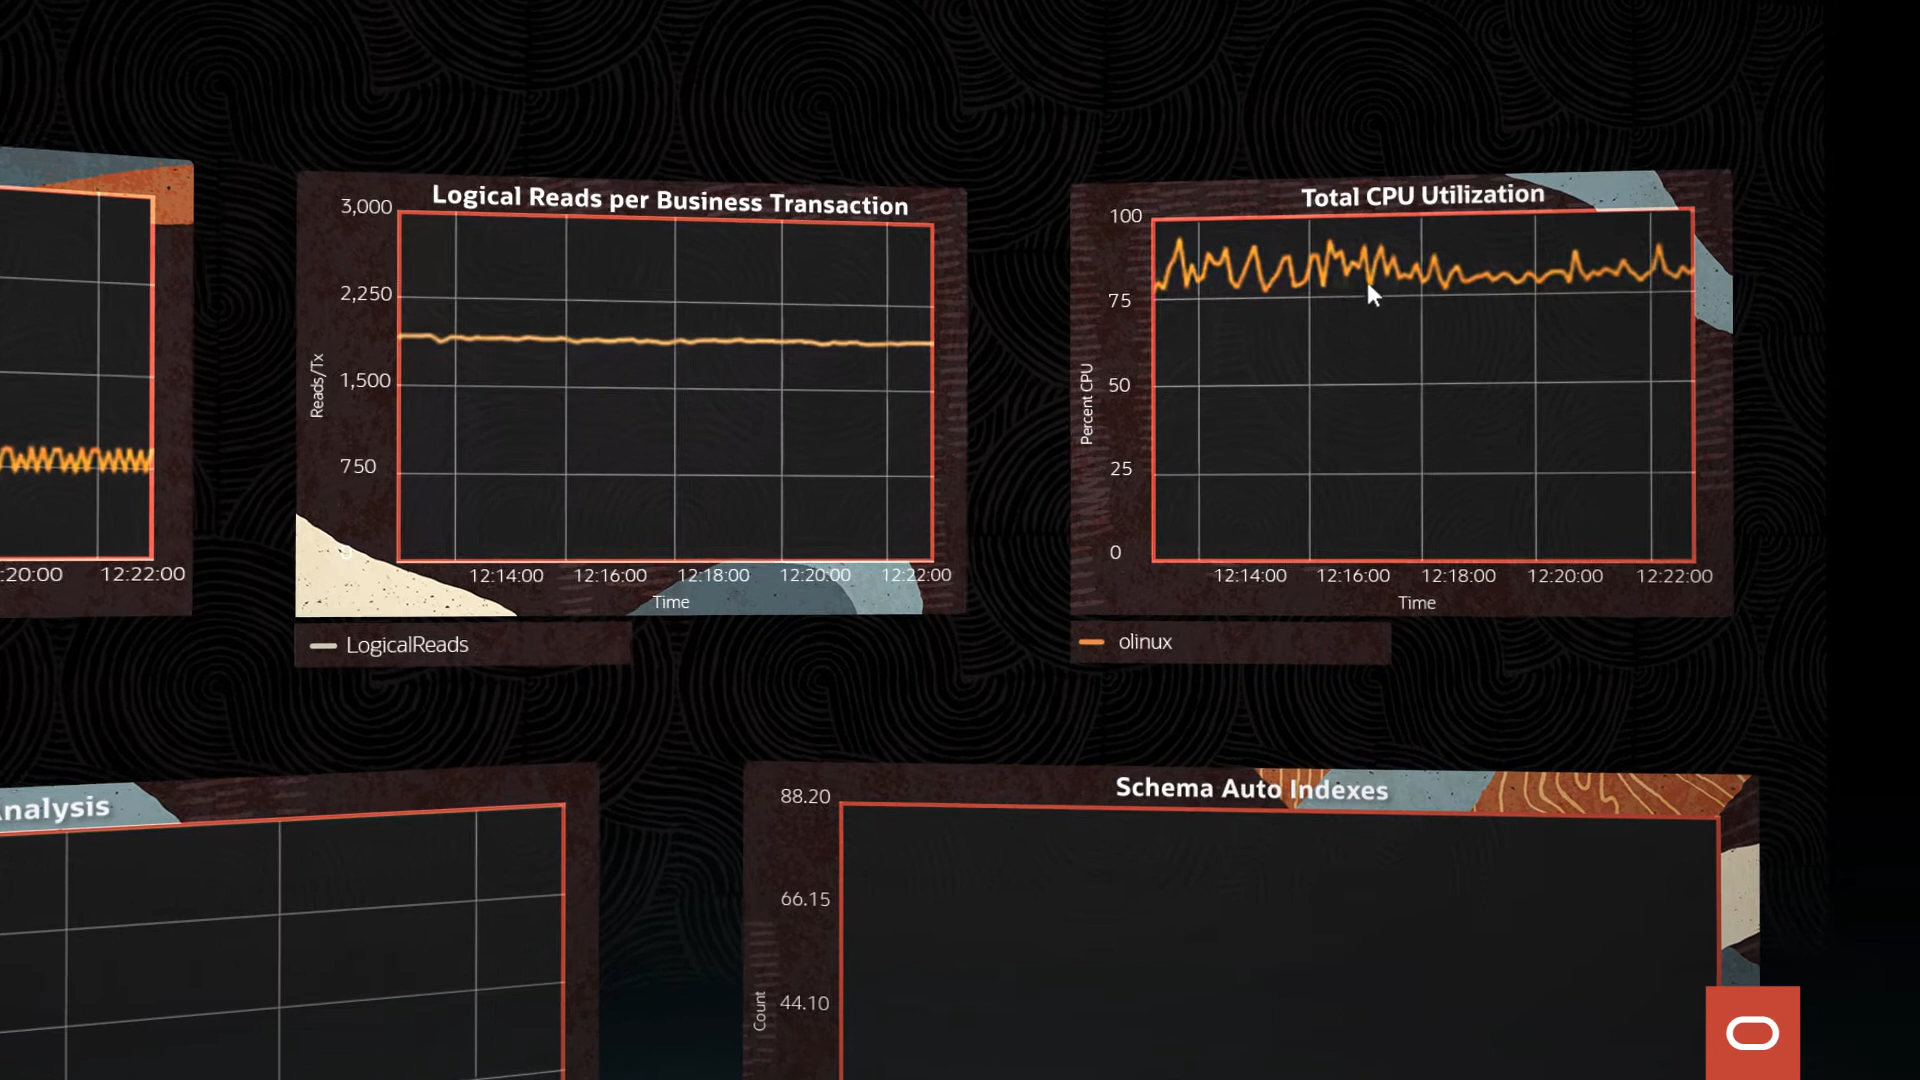 :20:00
12:22:00
Logical Reads per Business Transaction
3,000
2,250
1,500
750
0
Reads/Tx
12:14:00
12:16:00
12:18:00
12:20:00
12:22:00
Time
LogicalReads
Total CPU Utilization
100
75
50
25
0
Percent CPU
12:14:00
12:16:00
12:18:00
12:20:00
12:22:00
Time
olinux
Analysis
Schema Auto Indexes
88.20
66.15
44.10
Count